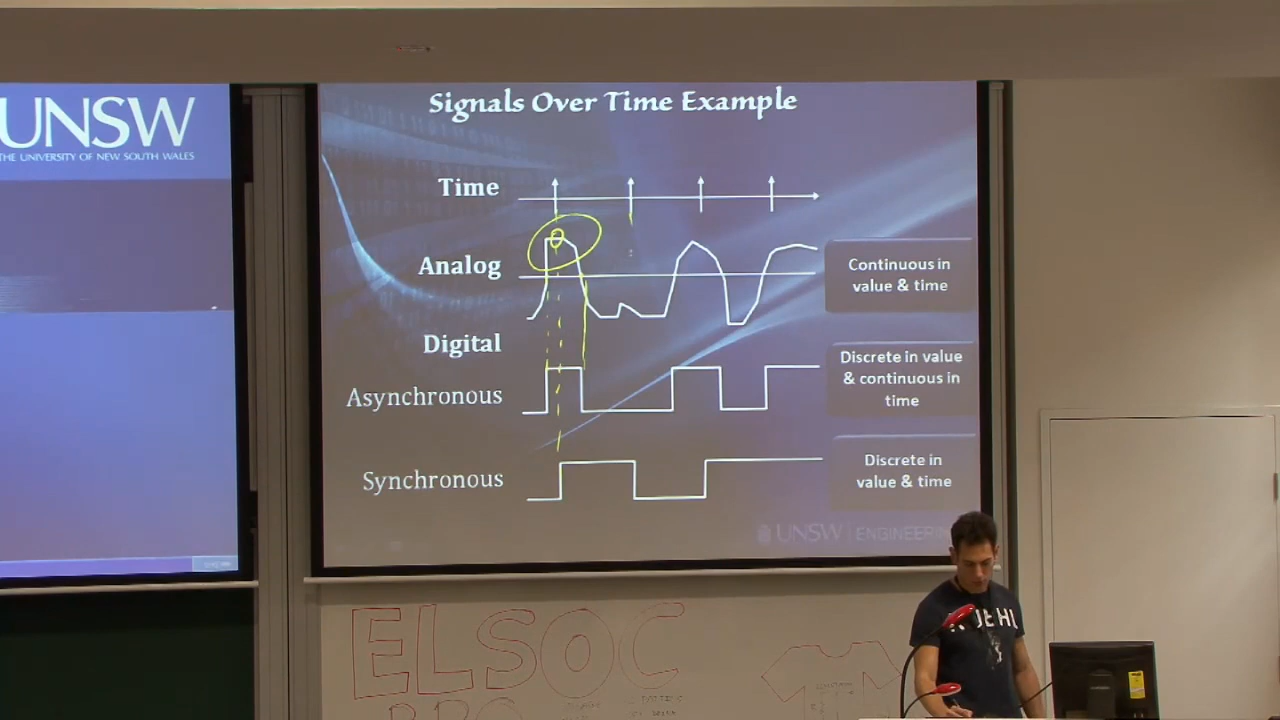 UNSW
THE UNIVERSITY OF NEW SOUTH WALES
Signals Over Time Example
Time
Analog
Continuous in
value & time
Digital
Asynchronous
Discrete in value
& continuous in
time
Synchronous
Discrete in
value & time
UNSW ENGINEERING
ELSOC
BBQ